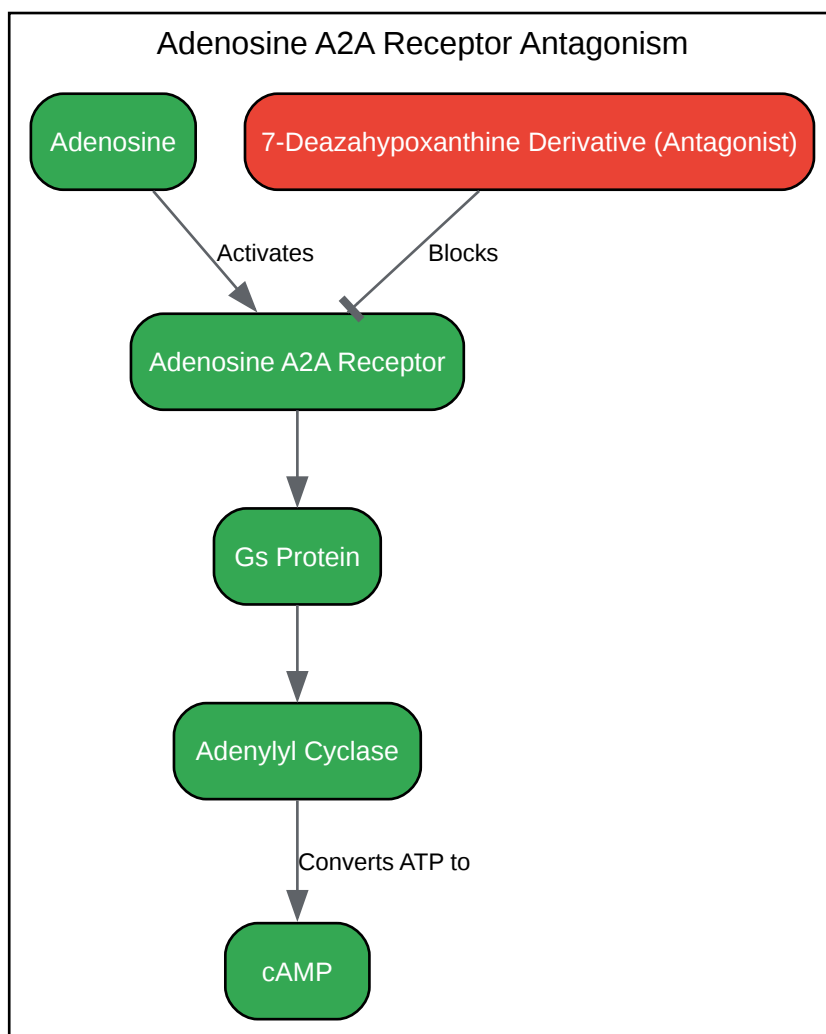 Adenosine A2A Receptor Antagonism
Adenosine
7-Deazahypoxanthine Derivative (Antagonist)
Activates
Blocks
Adenosine A2A Receptor
Gs Protein
Adenylyl Cyclase
Converts ATP to
cAMP